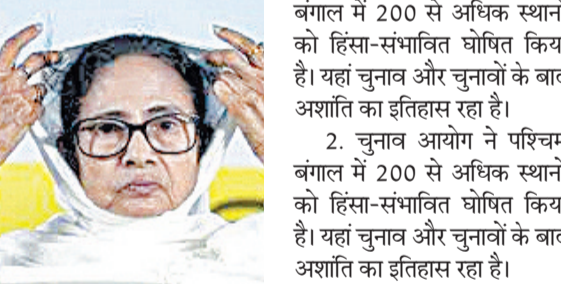 बंगाल में 200 से अधिक
को हिंसा-संभावित घोषित
है। यहां चुनाव और चुनावों के
अशांति का इतिहास रहा है।
2. चुनाव आयोग ने
बंगाल में 200 से अधिक
को हिंसा-संभावित घोषित
है। यहां चुनाव और चुनावों के
अशांति का इतिहास रहा है।